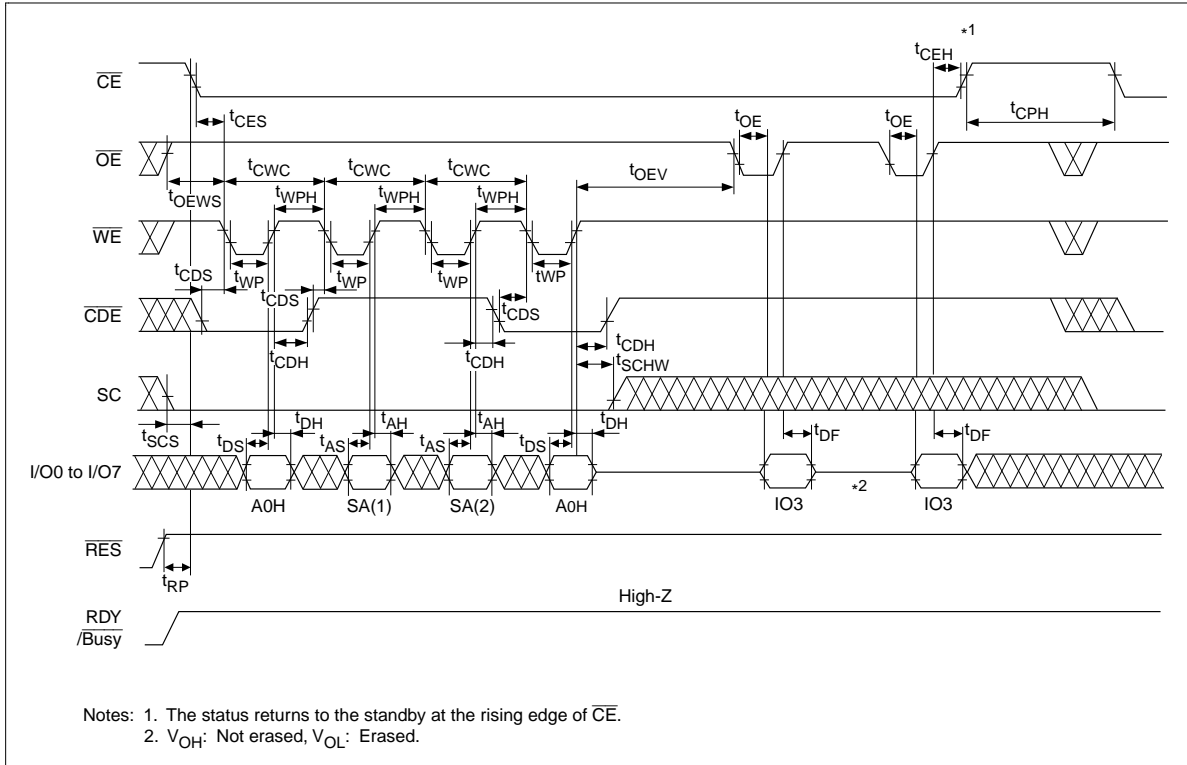 *1
tCEH
CE
tCES tOE tOE tCPH
OE
tCWC tCWC tCWC
tOEV
tOEWS tWPH tWPH tWPH
WE
tCDS tWP tWP tWP tWP
tCDS tCDS
CDE
tCDH tCDH tCDH
tSCHW
SC
tSCS tDH tAH tAH tDH tDF tDF
tDS tAS tAS tDS
I/O0 to I/O7
*2
A0H SA(1) SA(2) A0H IO3 IO3
RES
tRP
High-Z
RDY
/Busy
Notes: 1. The status returns to the standby at the rising edge of CE.
2. VOH: Not erased, VOL: Erased.